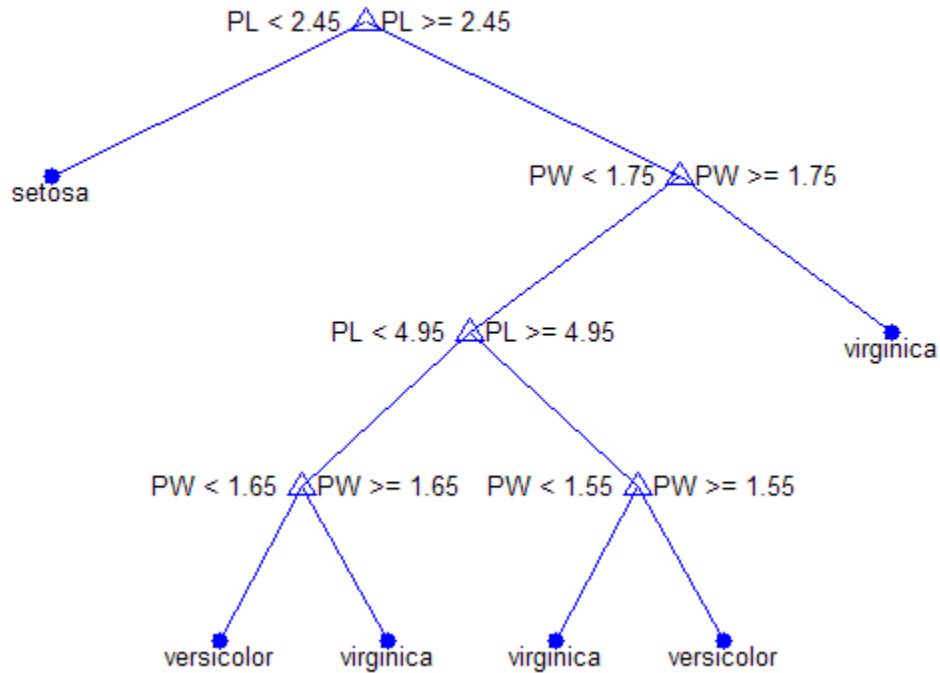 PL < 2.45 PL >= 2.45
setosa
PW < 1.75 PW >= 1.75
PL < 4.95 PL >= 4.95
virginica
PW < 1.65 PW >= 1.65 PW < 1.55 PW >= 1.55
versicolor virginica virginica versicolor